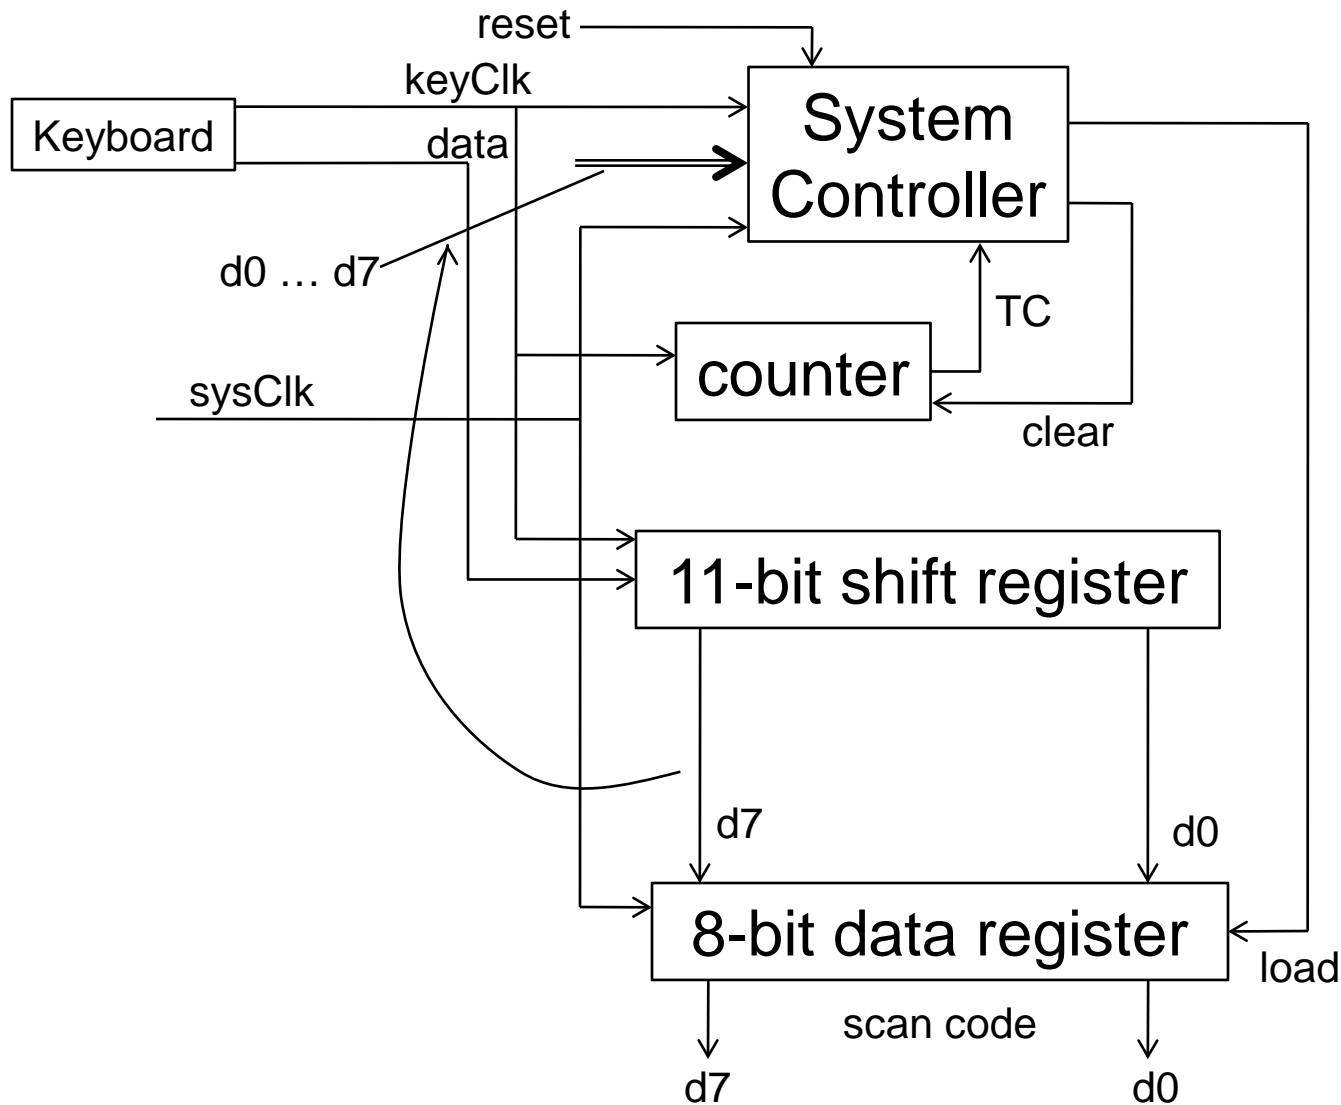 reset
keyClk
Keyboard
data
System
Controller
d0 … d7
TC
counter
sysClk
clear
11-bit shift register
d7
d0
8-bit data register
load
scan code
d7
d0